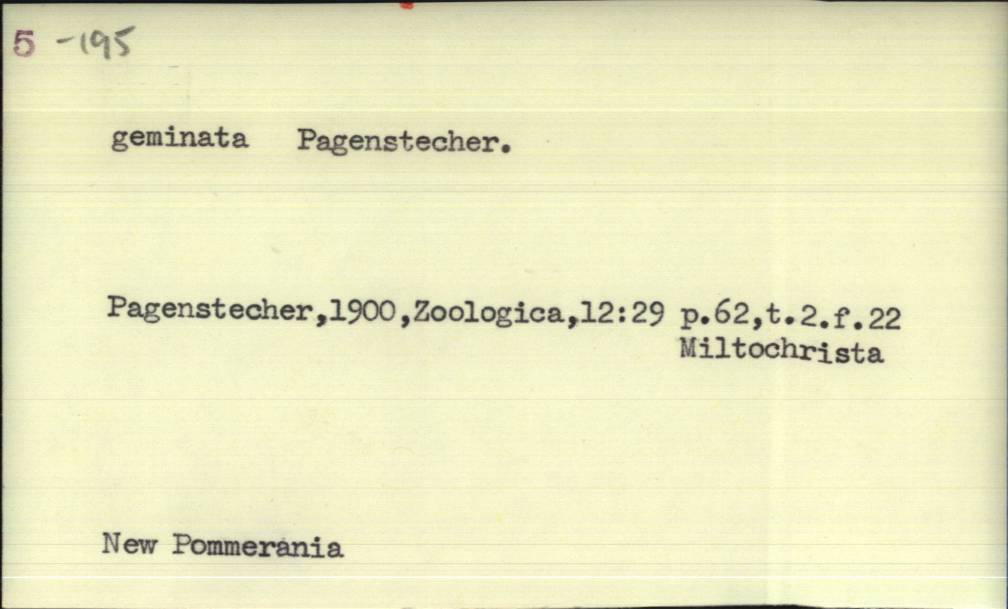 5 -195
geminata Pagenstecher.
Pagenstecher,1900,Zoologica,12:29 p.62,t.2.f.22
Miltochrista
New Pommerania